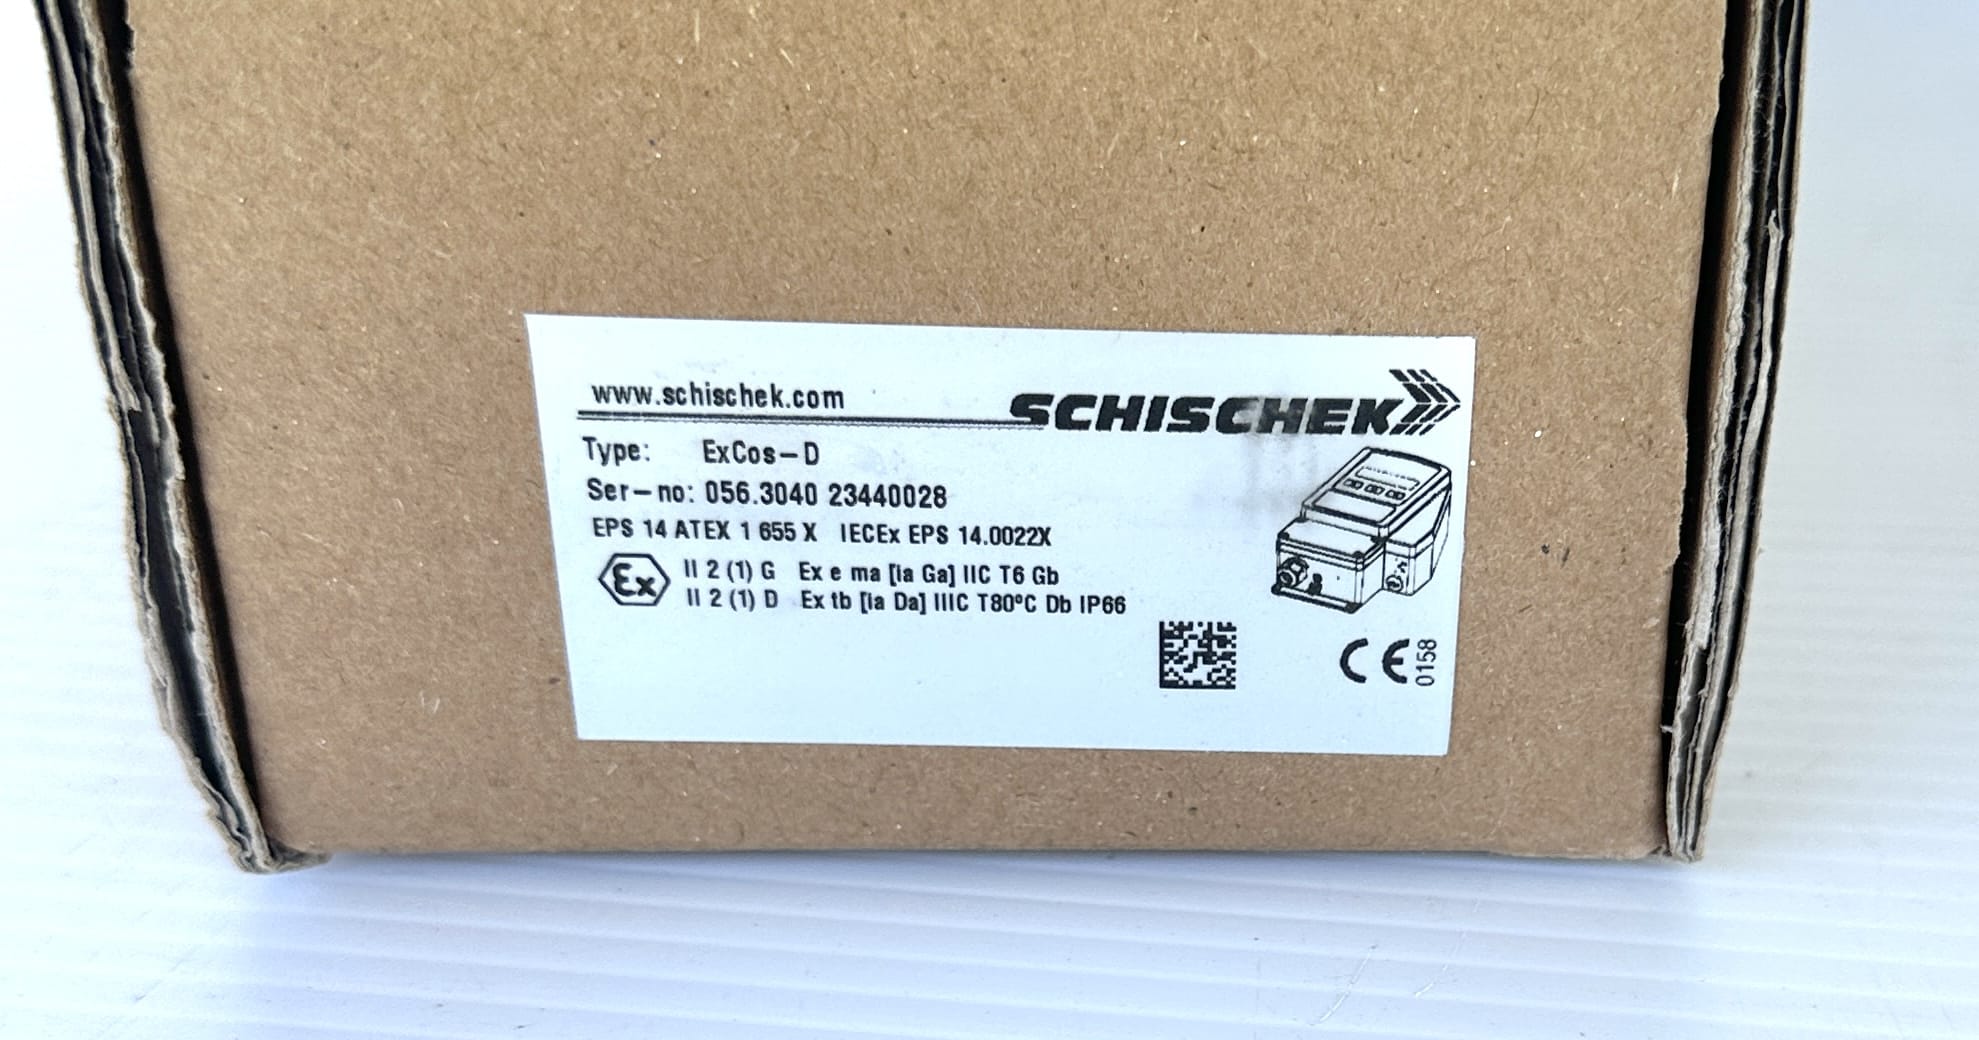 www.schischek.com
SCHISCHEK
Type: ExCos-D
Ser-no: 056.3040 23440028
EPS 14 ATEX 1 655 X IECEx EPS 14.0022X
Ex II 2 (1) G Ex e ma [ia Ga] IIC T6 Gb
II 2 (1) D Ex tb [ia Da] IIIC T80°C Db IP66
CE 0158